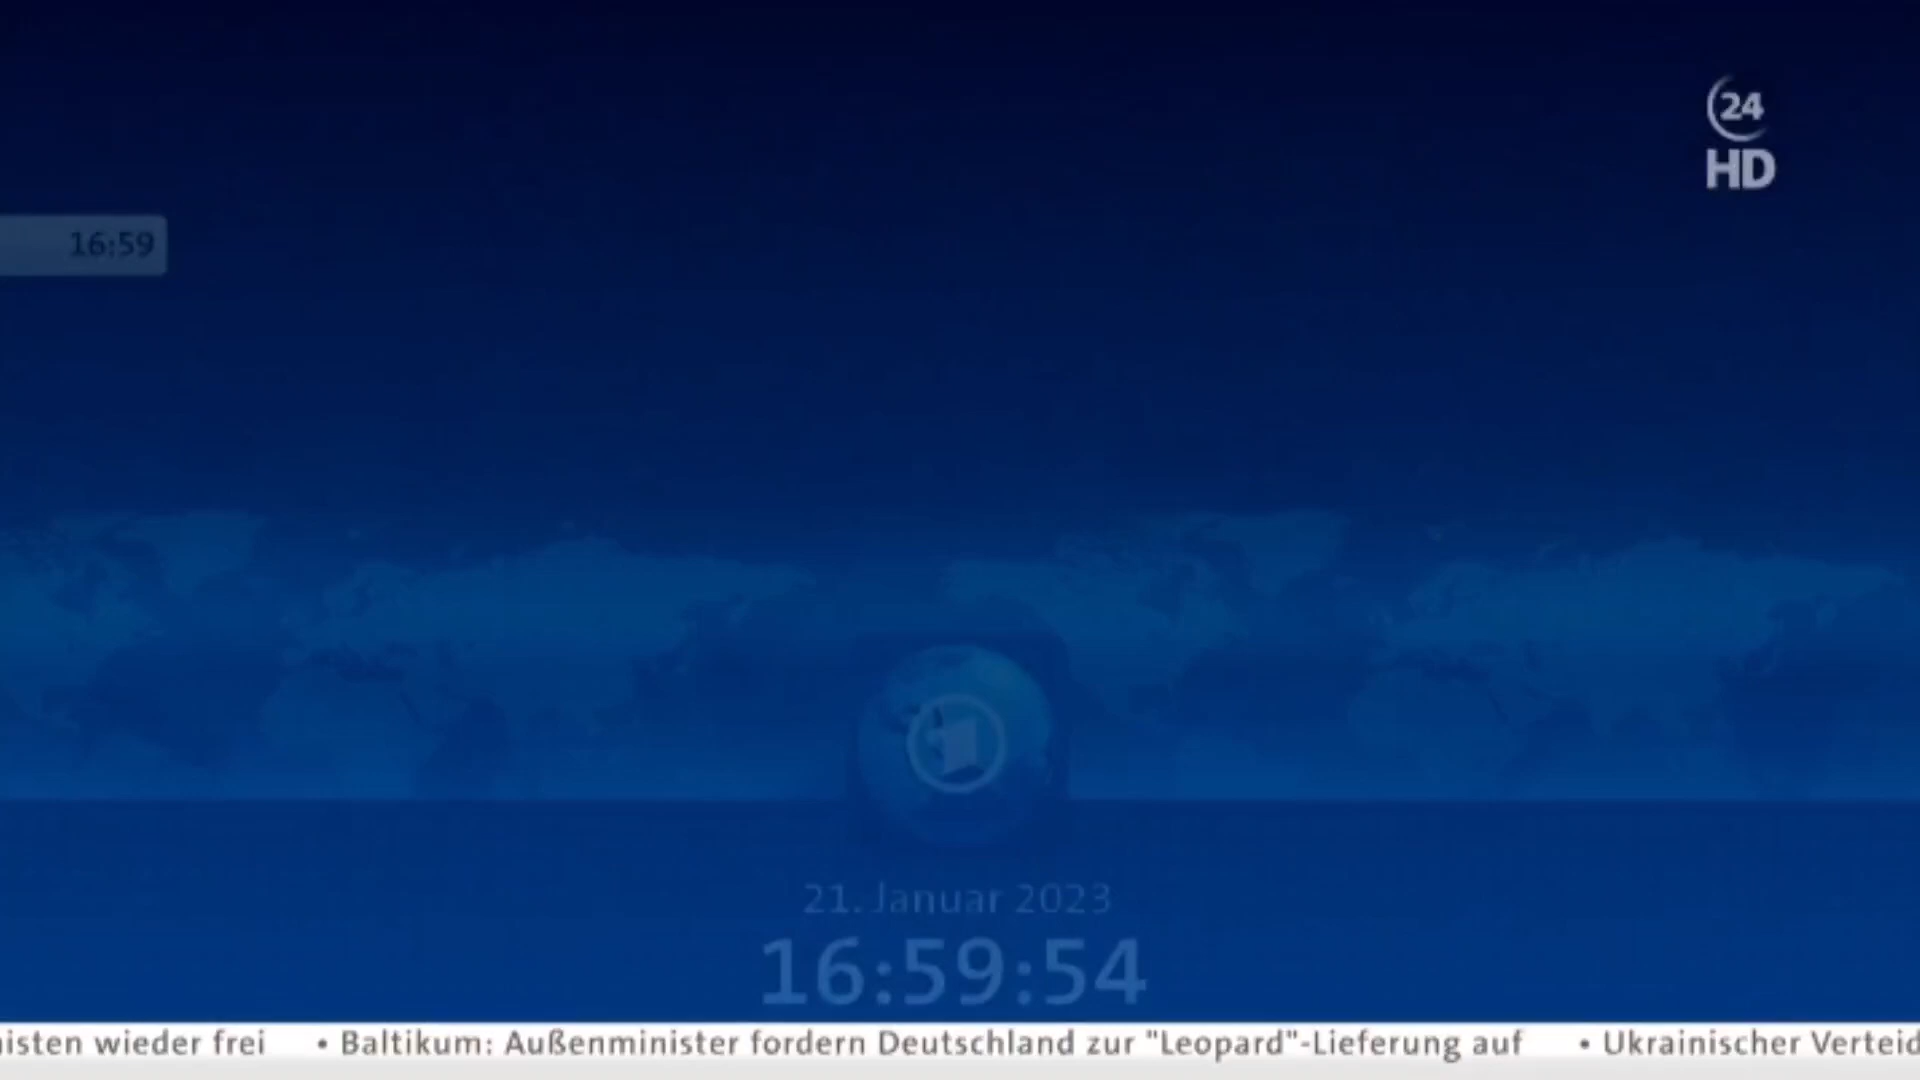 24
HD
16:59
21. Januar 2023
16:59:54
isten wieder frei • Baltikum: Außenminister fordern Deutschland zur "Leopard"-Lieferung auf • Ukrainischer Verteid